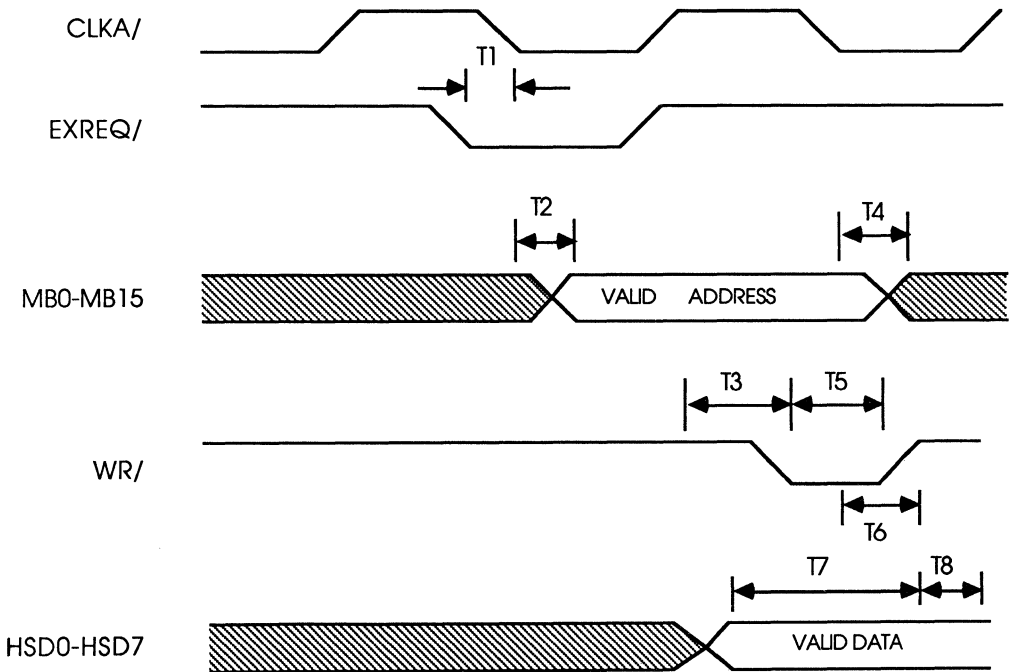 CLKA/
T1
EXREQ/
T2
T4
MB0-MB15
VALID ADDRESS
T3
T5
WR/
T6
T7
T8
HSD0-HSD7
VALID DATA